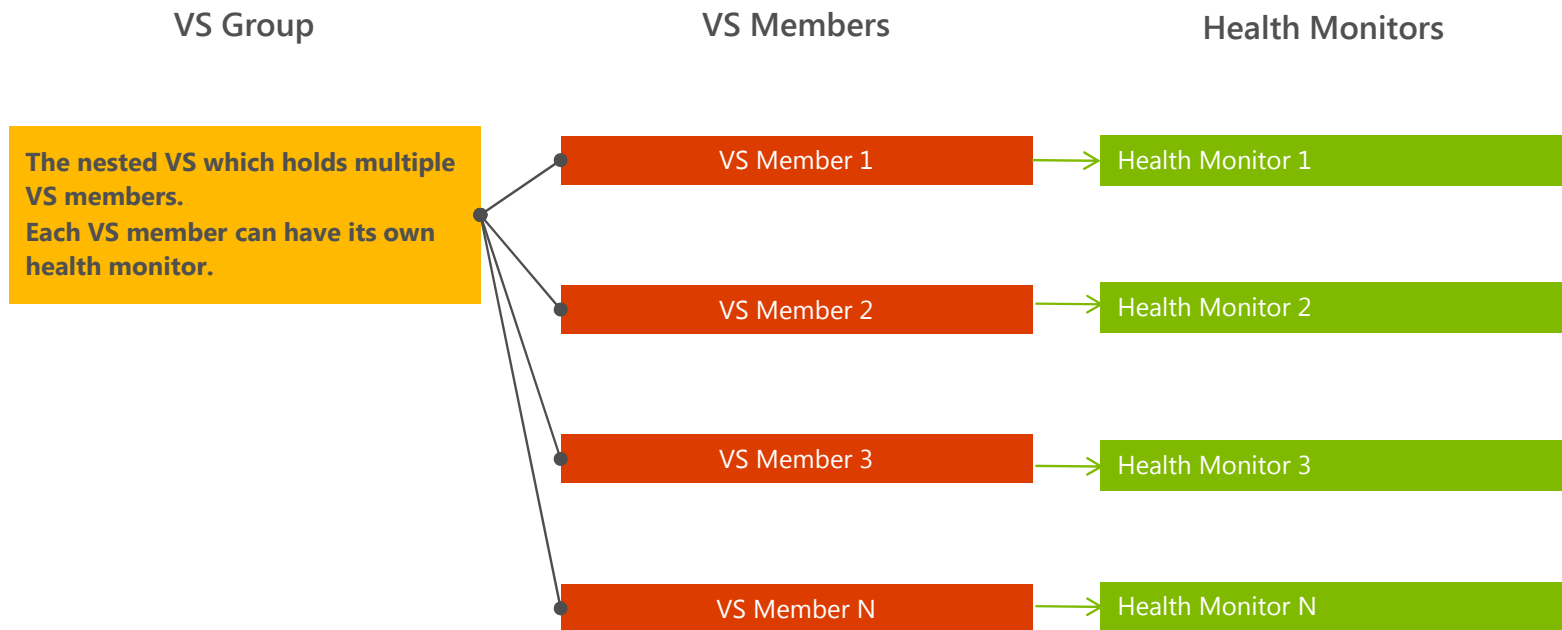 VS Group
VS Members
Health Monitors
The nested VS which holds multiple
VS members.
Each VS member can have its own
health monitor.
VS Member 1
Health Monitor 1
VS Member 2
Health Monitor 2
VS Member 3
Health Monitor 3
VS Member N
Health Monitor N